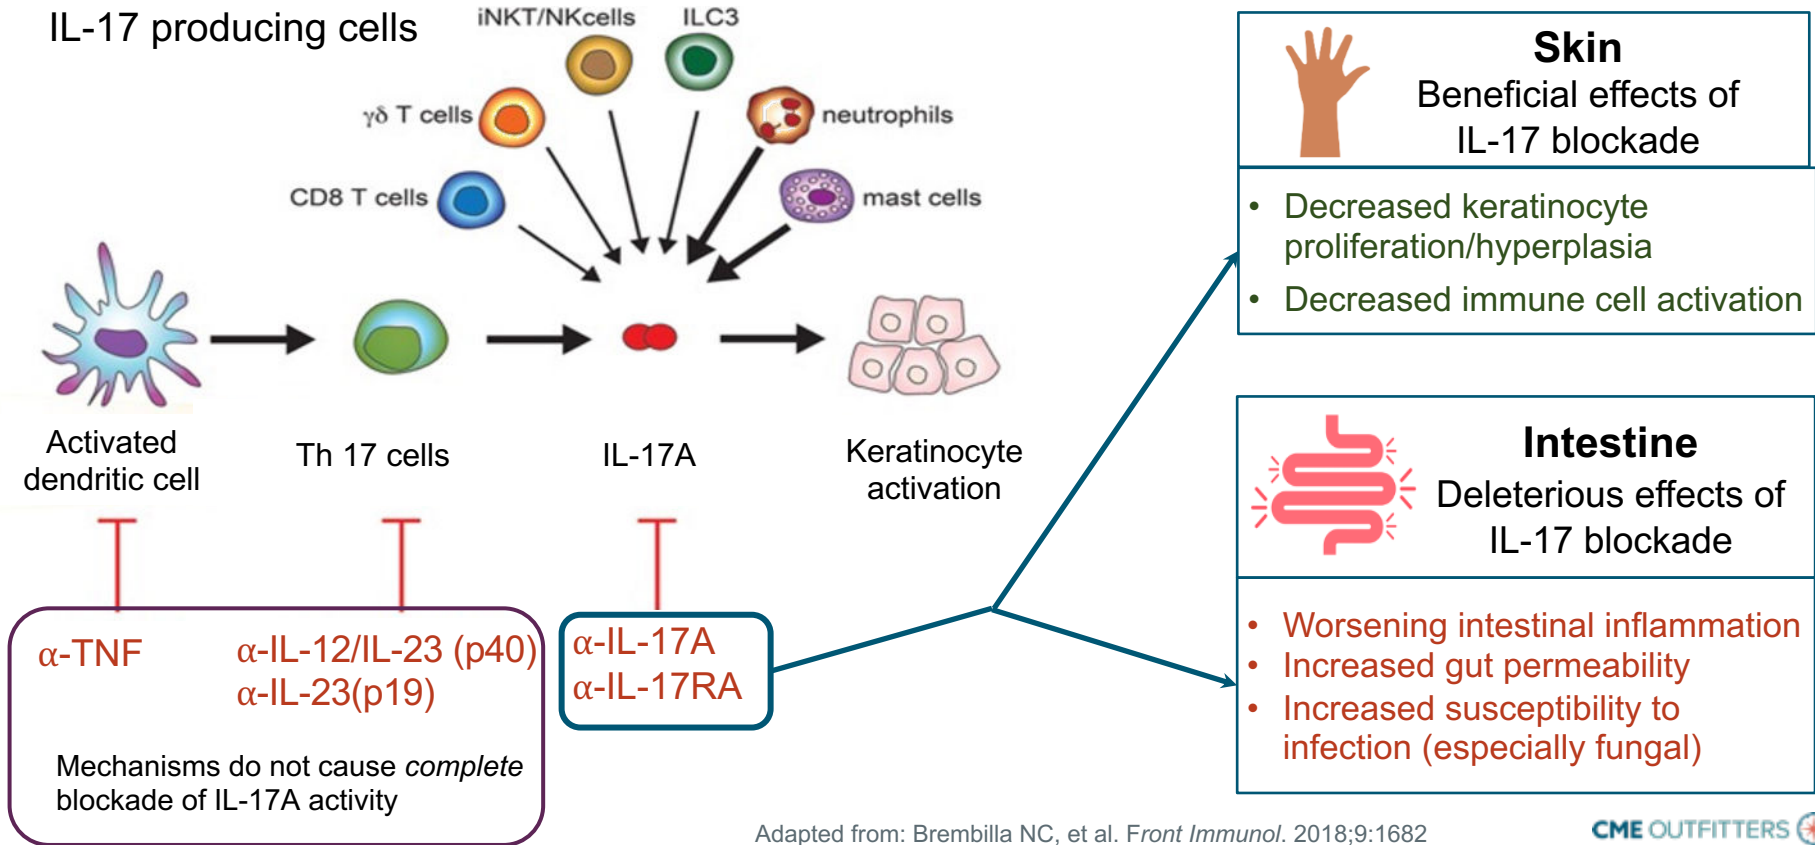 IL-17 producing cells
iNKT/NKcells
ILC3
γδ T cells
neutrophils
CD8 T cells
mast cells
Activated
dendritic cell
Th 17 cells
IL-17A
Keratinocyte
activation
α-TNF
α-IL-12/IL-23 (p40)
α-IL-23(p19)
Mechanisms do not cause complete
blockade of IL-17A activity
α-IL-17A
α-IL-17RA
Skin
Beneficial effects of
IL-17 blockade
• Decreased keratinocyte
proliferation/hyperplasia
• Decreased immune cell activation
Intestine
Deleterious effects of
IL-17 blockade
• Worsening intestinal inflammation
• Increased gut permeability
• Increased susceptibility to
infection (especially fungal)
Adapted from: Brembilla NC, et al. Front Immunol. 2018;9:1682
CME OUTFITTERS